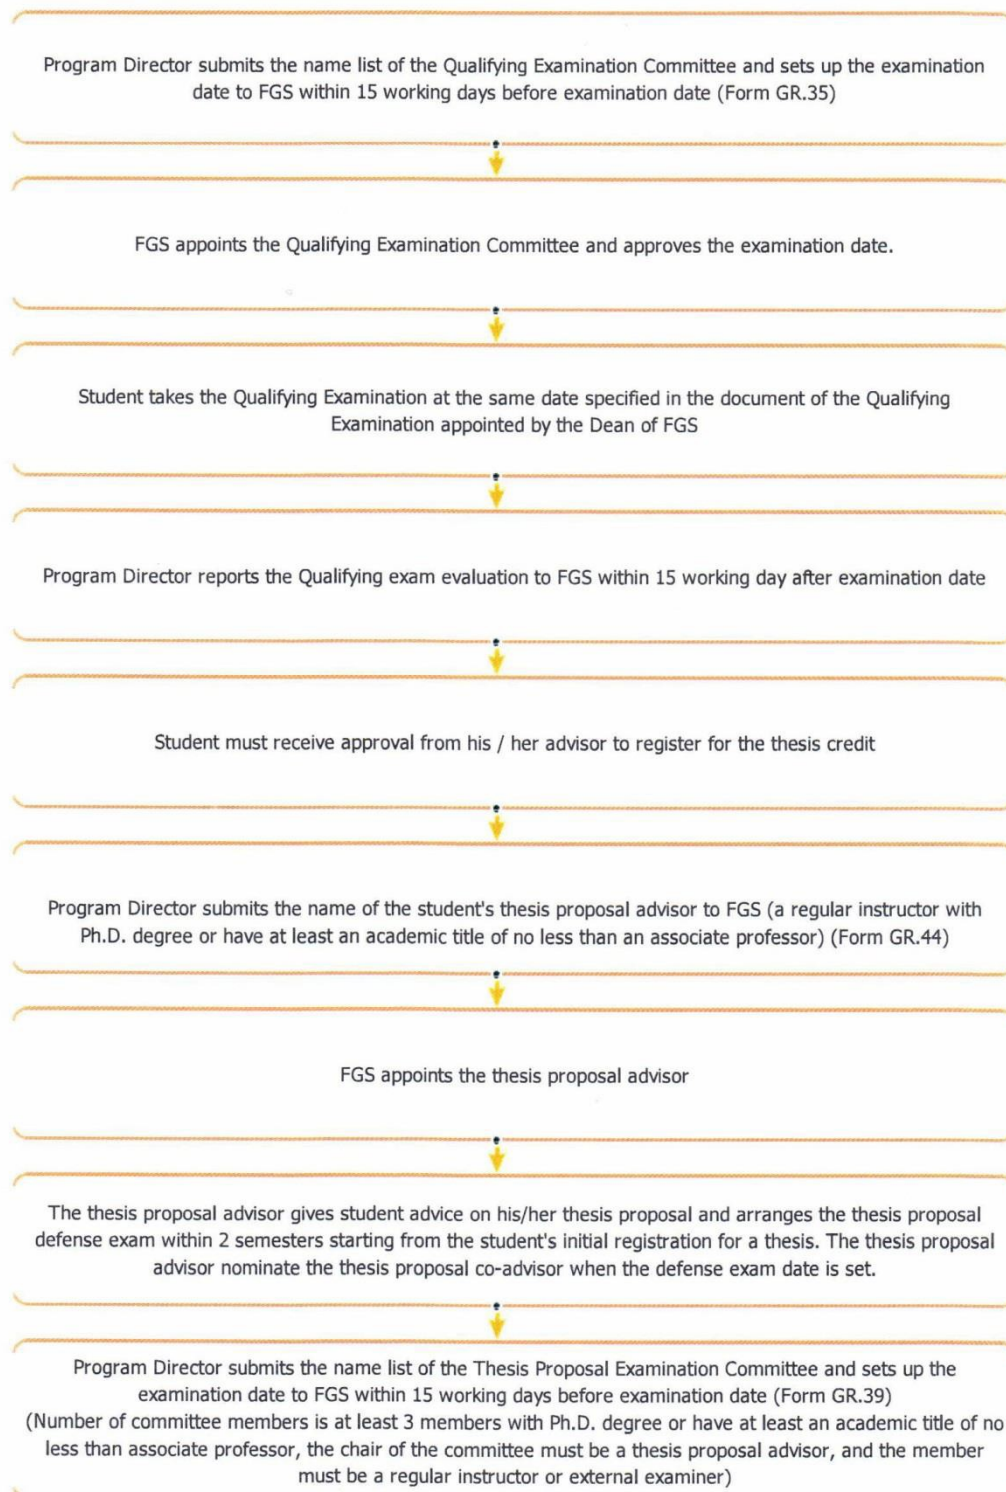 Program Director submits the name list of the Qualifying Examination Committee and sets up the examination
date to FGS within 15 working days before examination date (Form GR.35)
FGS appoints the Qualifying Examination Committee and approves the examination date.
Student takes the Qualifying Examination at the same date specified in the document of the Qualifying
Examination appointed by the Dean of FGS
Program Director reports the Qualifying exam evaluation to FGS within 15 working day after examination date
Student must receive approval from his / her advisor to register for the thesis credit
Program Director submits the name of the student's thesis proposal advisor to FGS (a regular instructor with
Ph.D. degree or have at least an academic title of no less than an associate professor) (Form GR.44)
FGS appoints the thesis proposal advisor
The thesis proposal advisor gives student advice on his/her thesis proposal and arranges the thesis proposal
defense exam within 2 semesters starting from the student's initial registration for a thesis. The thesis proposal
advisor nominate the thesis proposal co-advisor when the defense exam date is set.
Program Director submits the name list of the Thesis Proposal Examination Committee and sets up the
examination date to FGS within 15 working days before examination date (Form GR.39)
(Number of committee members is at least 3 members with Ph.D. degree or have at least an academic title of no
less than associate professor, the chair of the committee must be a thesis proposal advisor, and the member
must be a regular instructor or external examiner)